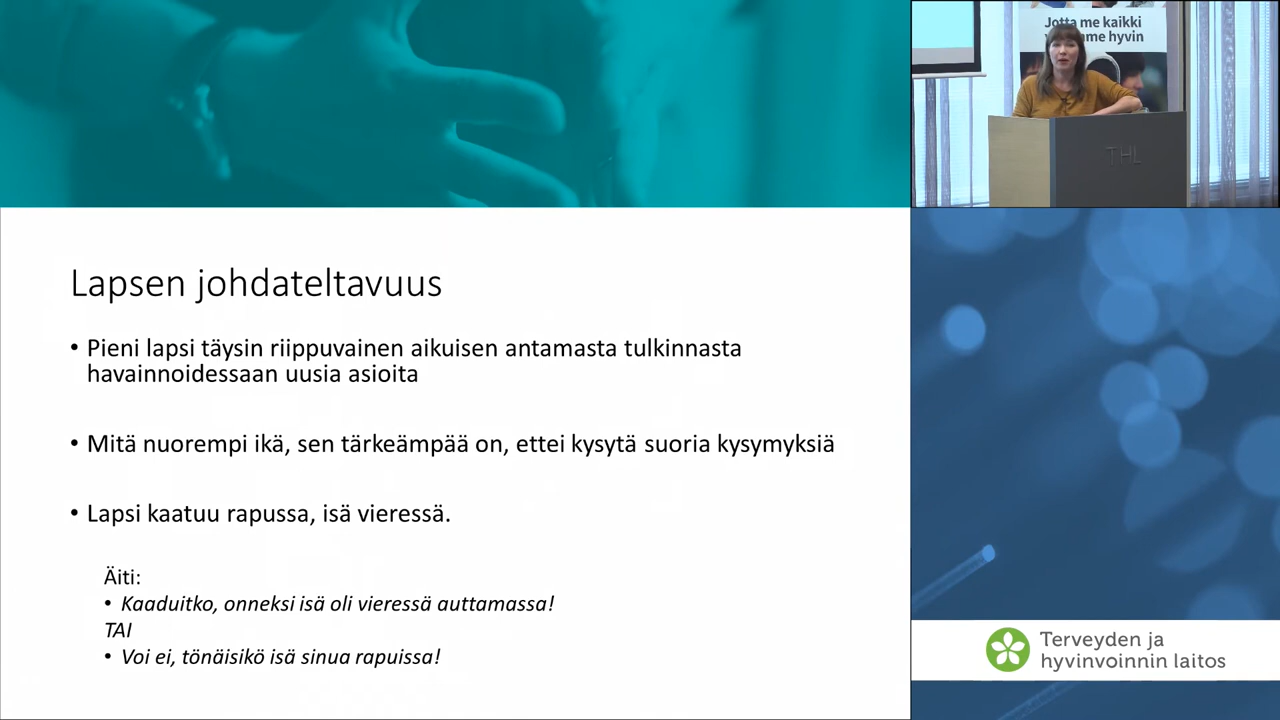 Lapsen johdateltavuus
• Pieni lapsi täysin riippuvainen aikuisen antamasta tulkinnasta
havainnoidessaan uusia asioita
• Mitä nuorempi ikä, sen tärkeämpää on, ettei kysytä suoria kysymyksiä
• Lapsi kaatuu rapussa, isä vieressä.
Äiti:
• Kaaduitko, onneksi isä oli vieressä auttamassa!
TAI
• Voi ei, tönäisikö isä sinua rapuissa!
Jotta me kaikki
hyvin
THL
Terveyden ja
hyvinvoinnin laitos